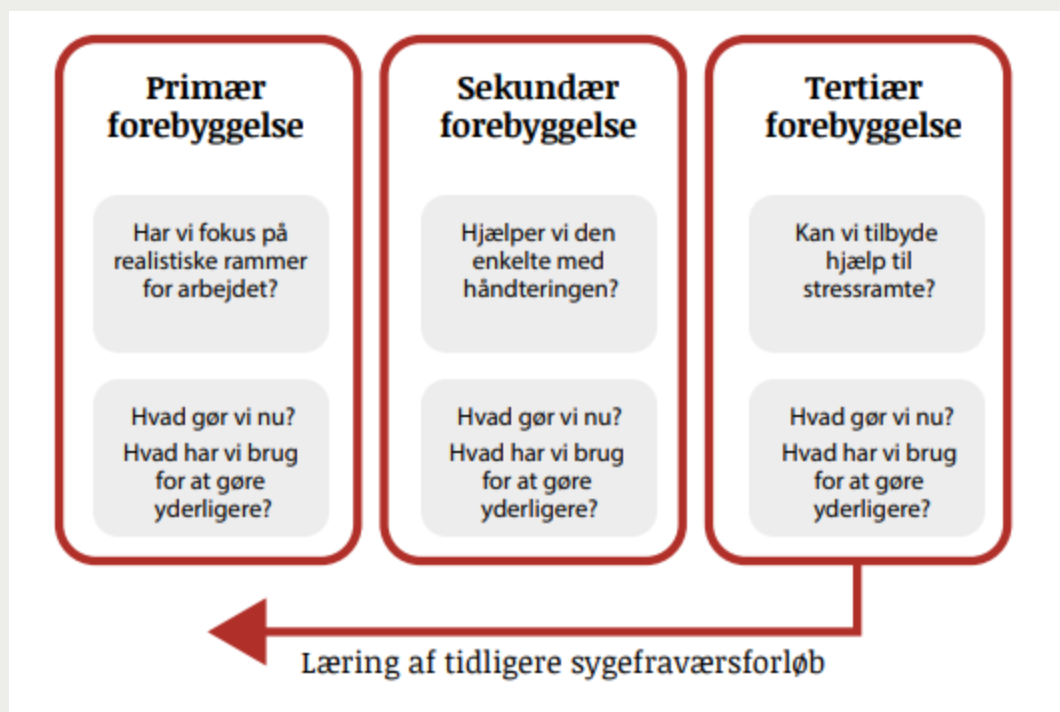 Primær
forebyggelse
Har vi fokus på
realistiske rammer
for arbejdet?
Hvad gør vi nu?
Hvad har vi brug
for at gøre
yderligere?
Sekundær
forebyggelse
Hjælper vi den
enkelte med
håndteringen?
Hvad gør vi nu?
Hvad har vi brug
for at gøre
yderligere?
Tertiær
forebyggelse
Kan vi tilbyde
hjælp til
stressramte?
Hvad gør vi nu?
Hvad har vi brug
for at gøre
yderligere?
Læring af tidligere sygefraværsforløb